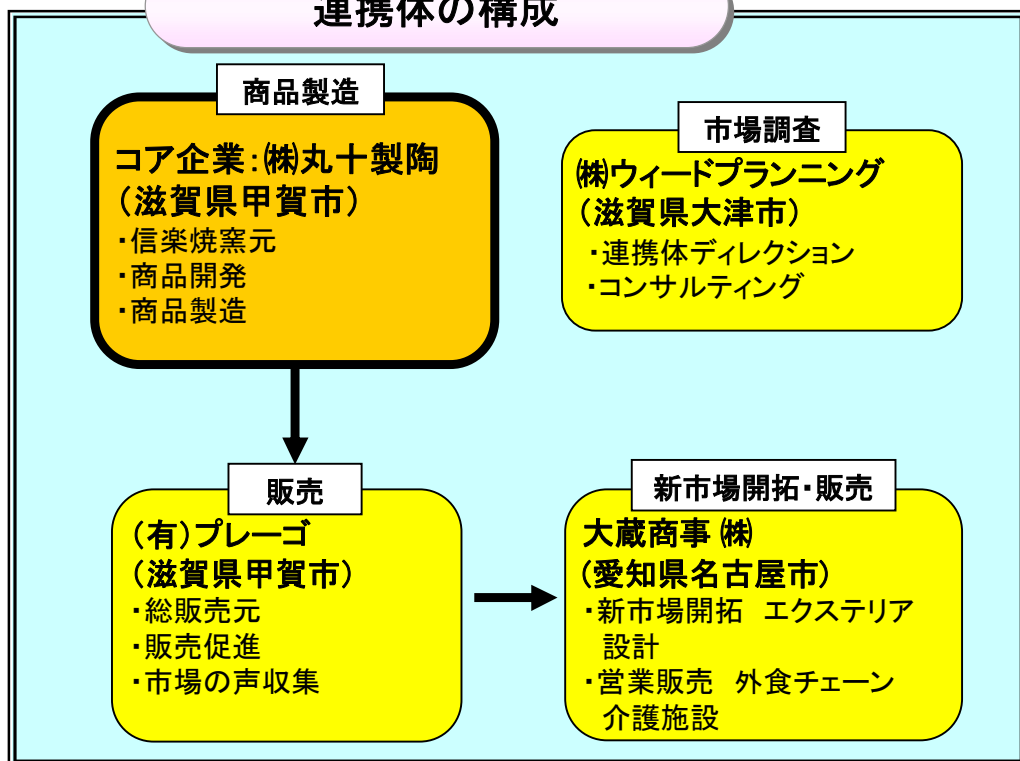 連携体の構成
商品製造
コア企業：㈱丸十製陶
（滋賀県甲賀市）
・信楽焼窯元
・商品開発
・商品製造
市場調査
㈱ウィードプランニング
（滋賀県大津市）
・連携体ディレクション
・コンサルティング
販売
（有）プレーゴ
（滋賀県甲賀市）
・総販売元
・販売促進
・市場の声収集
新市場開拓・販売
大蔵商事 ㈱
（愛知県名古屋市）
・新市場開拓　エクステリア
設計
・営業販売　外食チェーン
介護施設